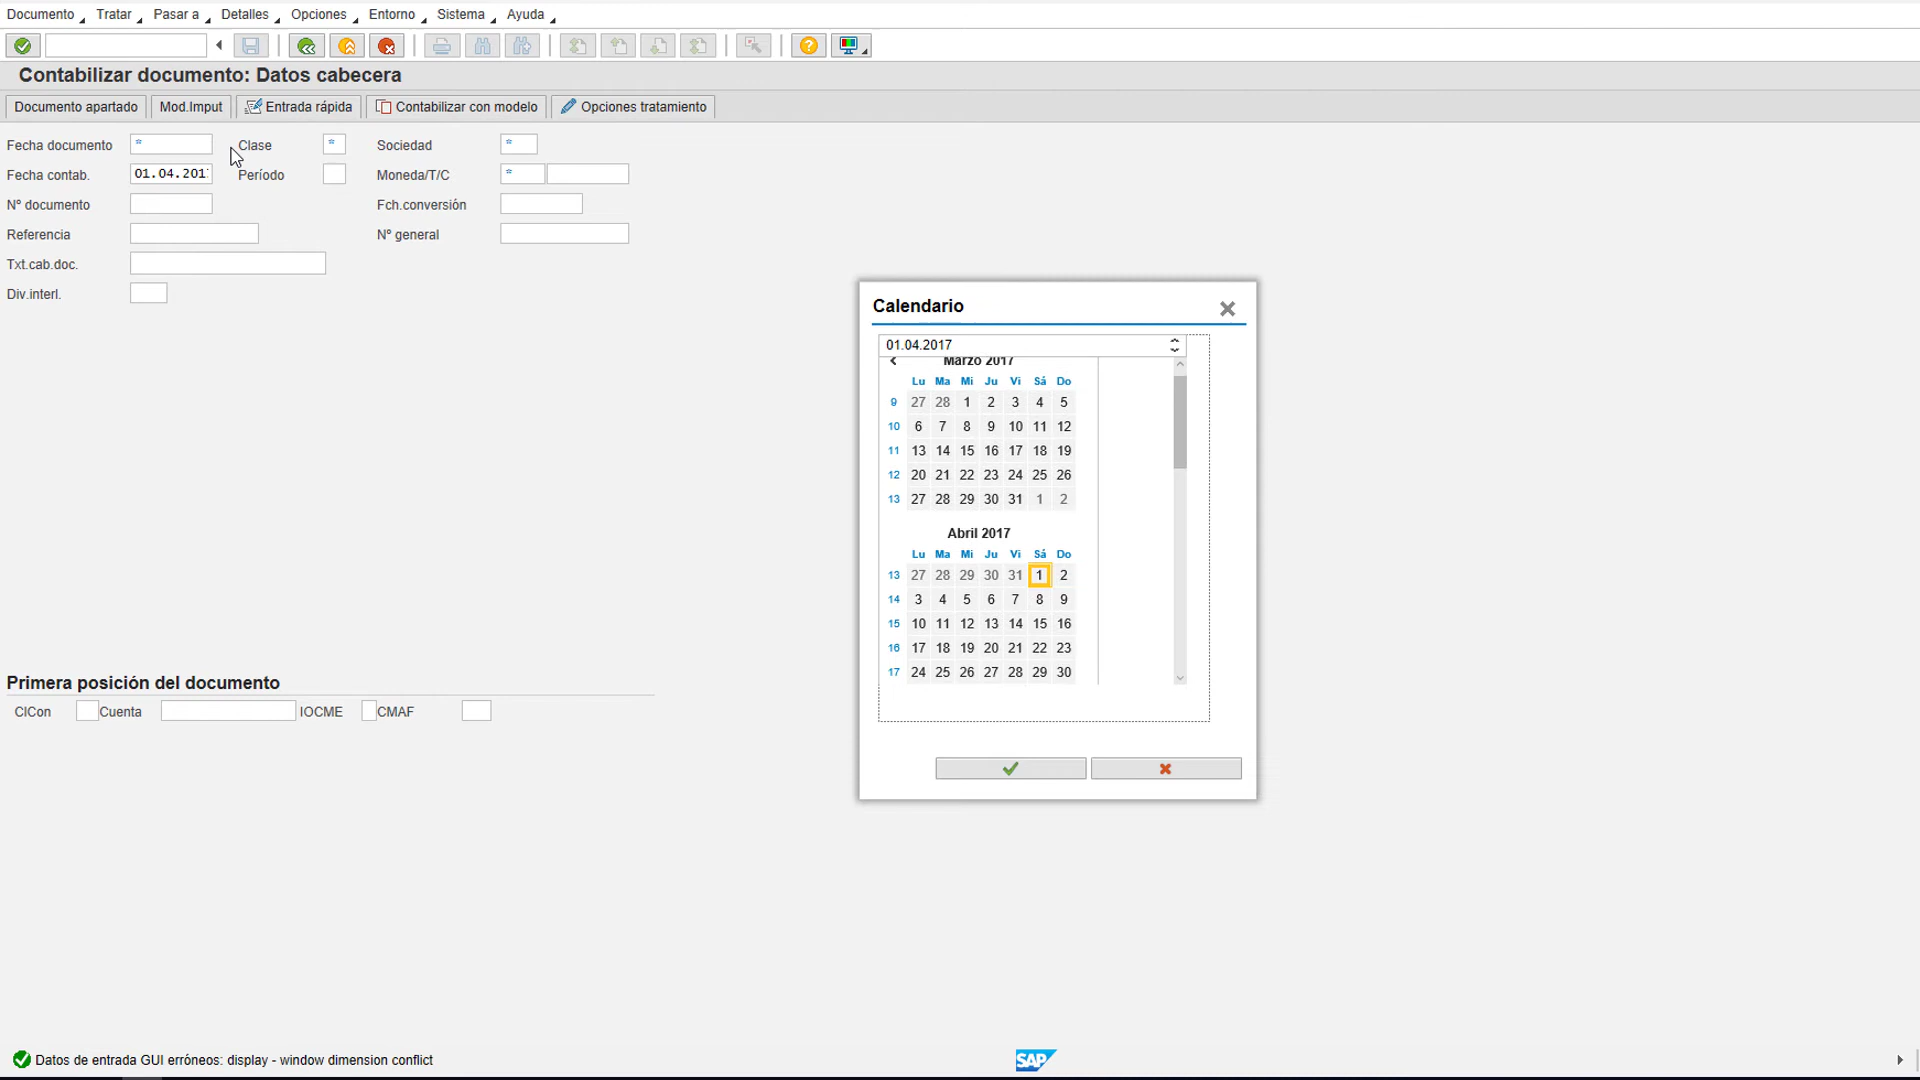 Documento Tratar Pasar a Detalles Opciones Entorno Sistema Ayuda
Contabilizar documento: Datos cabecera
Documento apartado Mod.Imput Entrada rápida Contabilizar con modelo Opciones tratamiento
Fecha documento * Clase * Sociedad *
Fecha contab. 01.04.201 Período Moneda/T/C *
Nº documento Fch.conversión
Referencia Nº general
Txt.cab.doc.
Div.interl.
Calendario
01.04.2017
Marzo 2017
Lu Ma Mi Ju Vi Sá Do
9 27 28 1 2 3 4 5
10 6 7 8 9 10 11 12
11 13 14 15 16 17 18 19
12 20 21 22 23 24 25 26
13 27 28 29 30 31 1 2
Abril 2017
Lu Ma Mi Ju Vi Sá Do
13 27 28 29 30 31 1 2
14 3 4 5 6 7 8 9
15 10 11 12 13 14 15 16
16 17 18 19 20 21 22 23
17 24 25 26 27 28 29 30
Primera posición del documento
ClCon Cuenta IOCME CMAF
Datos de entrada GUI erróneos: display - window dimension conflict
SAP